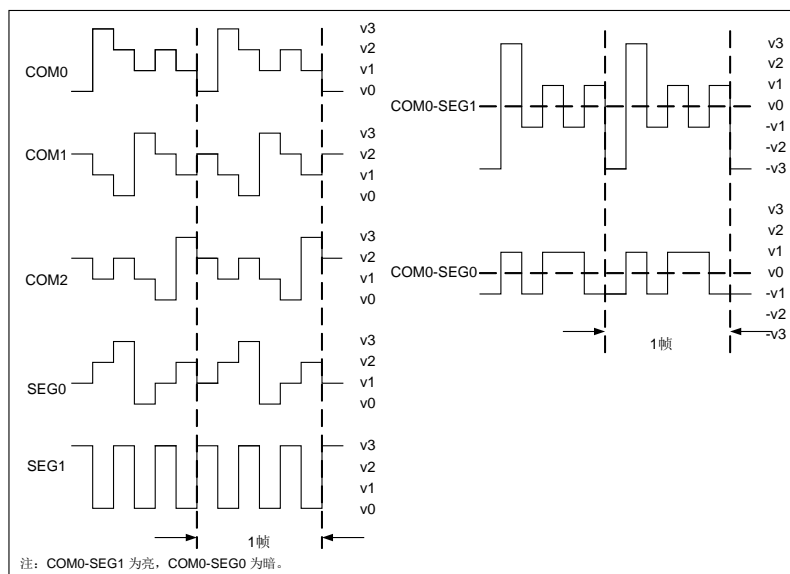 COM0
v3
v2
v1
v0
COM1
v3
v2
v1
v0
COM2
v3
v2
v1
v0
SEG0
v3
v2
v1
v0
SEG1
v3
v2
v1
v0
1帧
COM0-SEG1
v3
v2
v1
v0
-v1
-v2
-v3
COM0-SEG0
v3
v2
v1
v0
-v1
-v2
-v3
1帧
注：COM0-SEG1 为亮，COM0-SEG0 为暗。